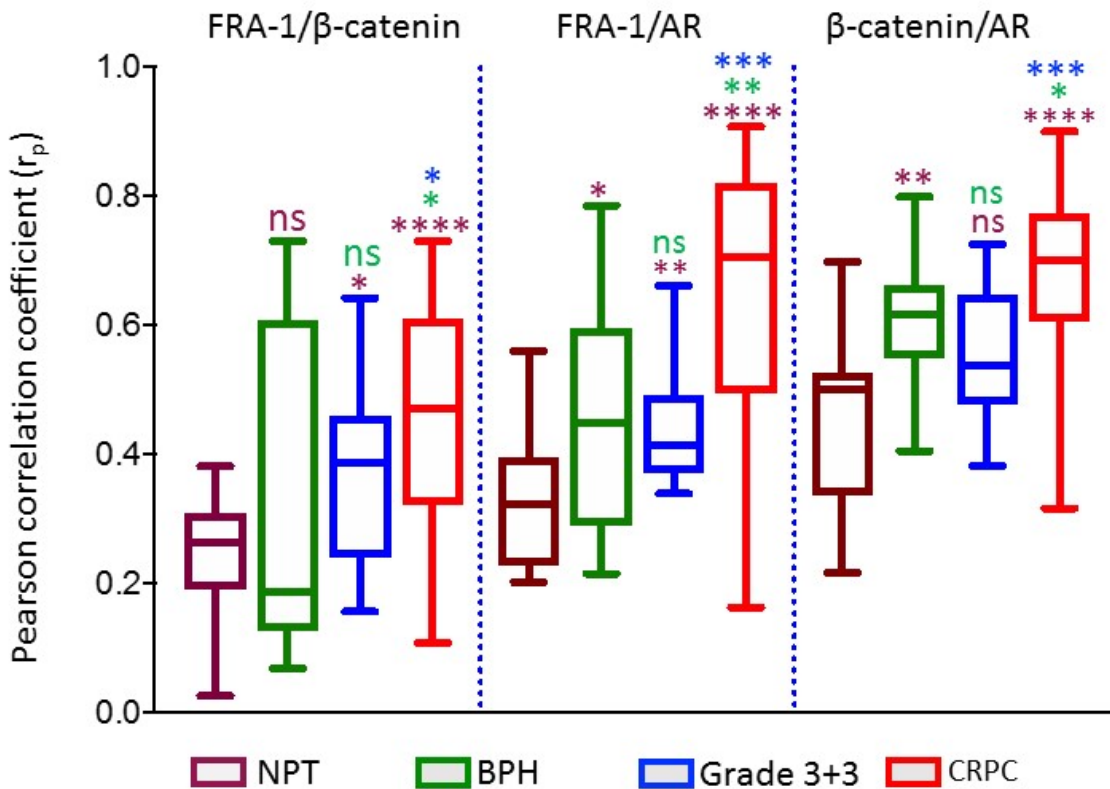 FRA-1/β-catenin FRA-1/AR β-catenin/AR
Pearson correlation coefficient (rp)
1.0
0.8
0.6
0.4
0.2
0.0
ns
ns
*
*
*
****
*
ns
**
***
**
****
**
ns
ns
***
*
****
NPT BPH Grade 3+3 CRPC